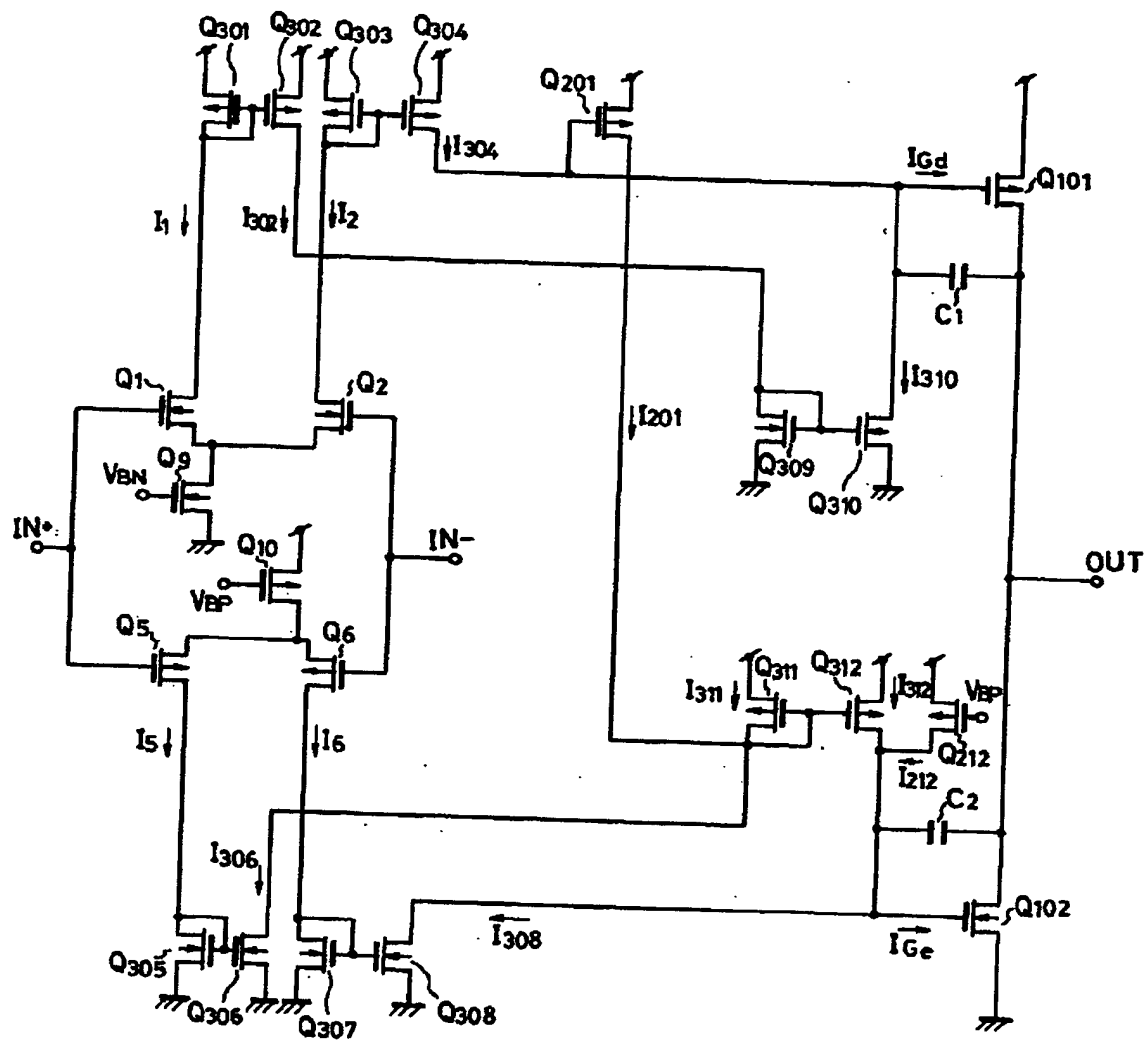 Q301 Q302 Q303 Q304
Q201
I304
IGd
Q101
I1 I302 I2
C1
Q1 Q2
I310
I201
Q9
VBN
Q309
Q310
IN+
Q10
IN-
OUT
VBP
Q5 Q6
I311 Q311 Q312 I312
VBP
I5 I6
Q212
I212
C2
I306
Q102
I308
IGe
Q305
Q306
Q307
Q308